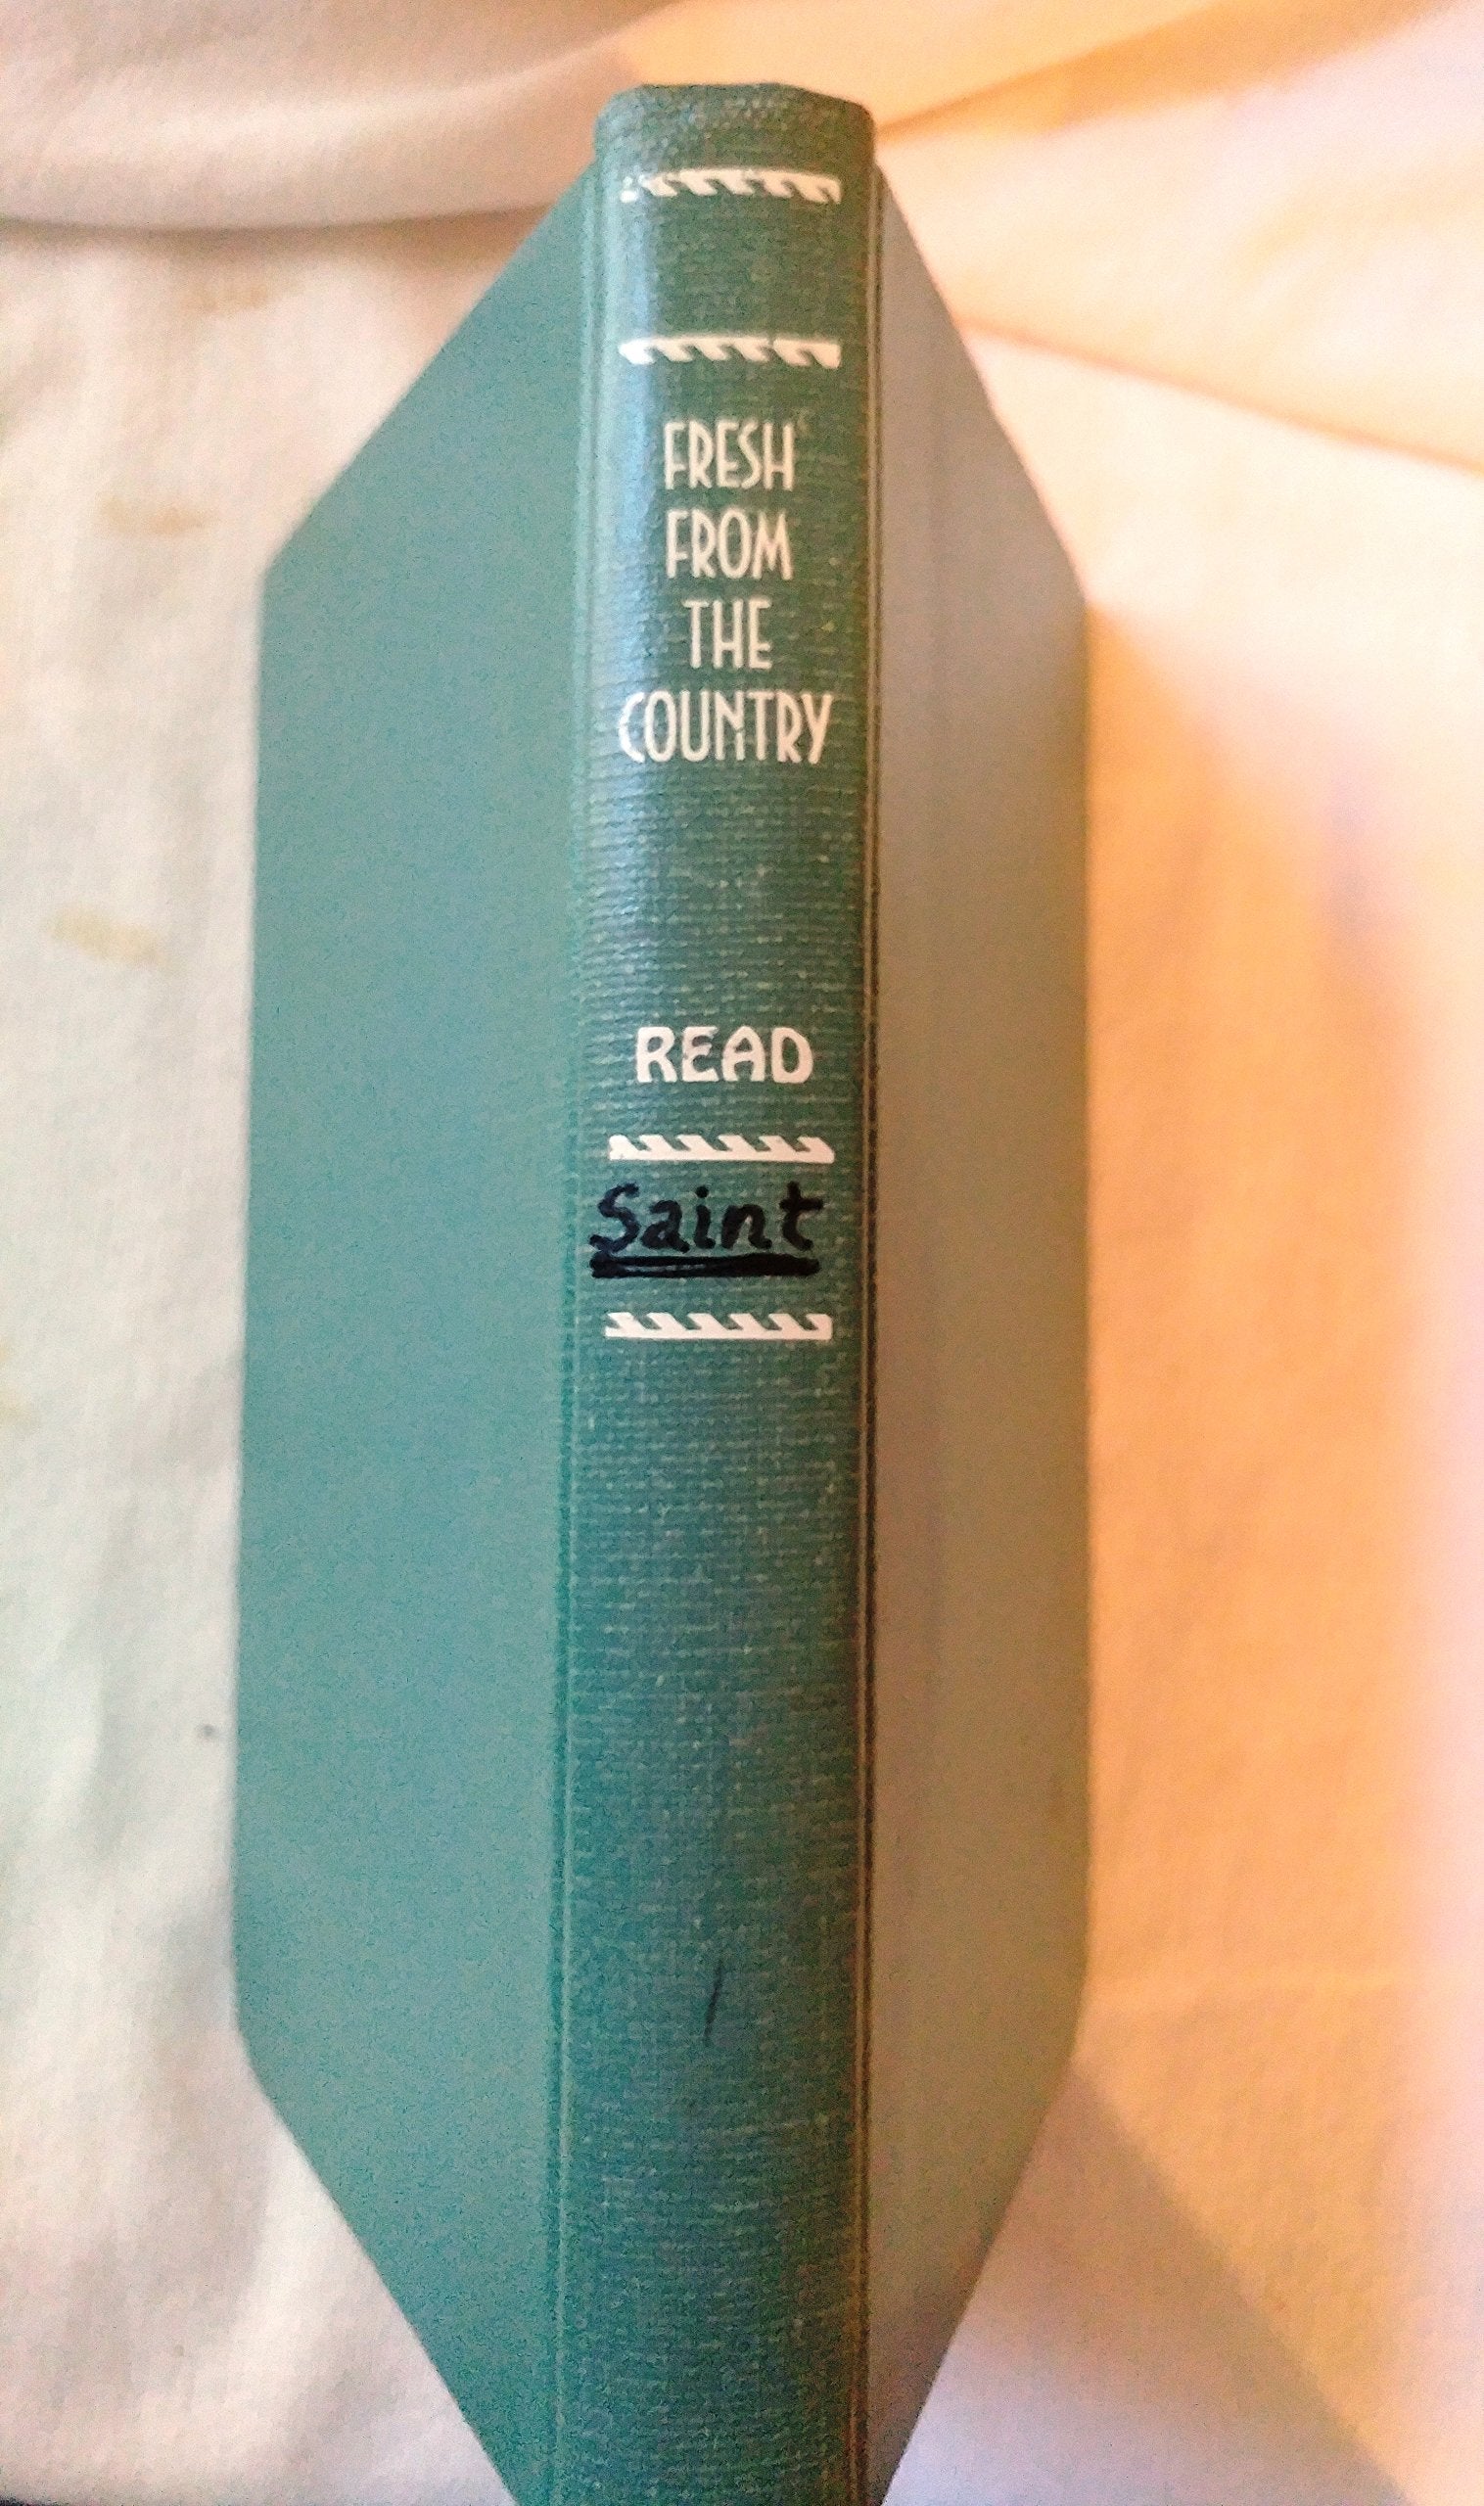 FRESH
FROM
THE
COUNTRY
READ
Saint